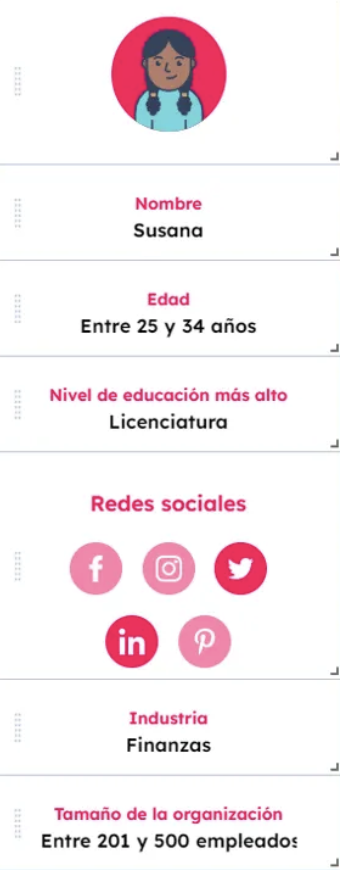 Nombre
Susana
Edad
Entre 25 y 34 años
Nivel de educación más alto
Licenciatura
Redes sociales
Industria
Finanzas
Tamaño de la organización
Entre 201 y 500 empleados